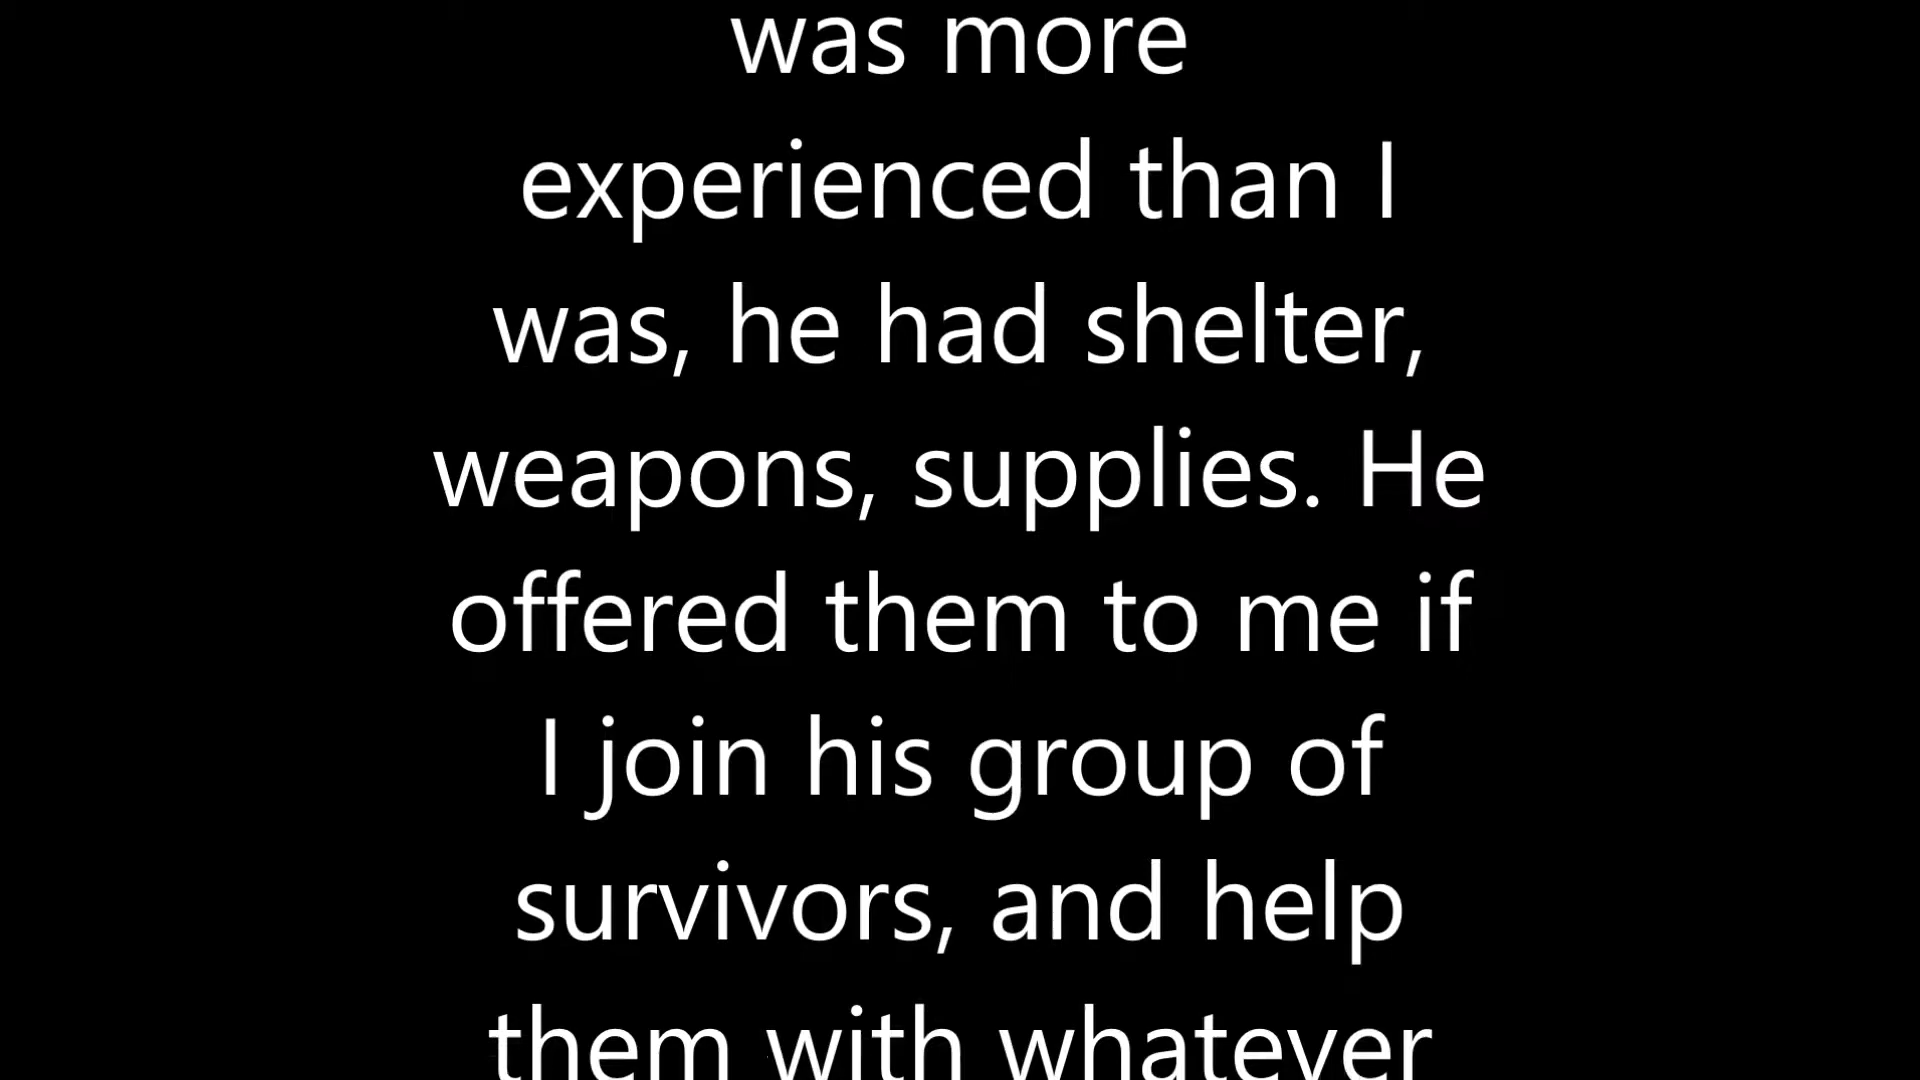 was more
experienced than I
was, he had shelter,
weapons, supplies. He
offered them to me if
I join his group of
survivors, and help
them with whatever